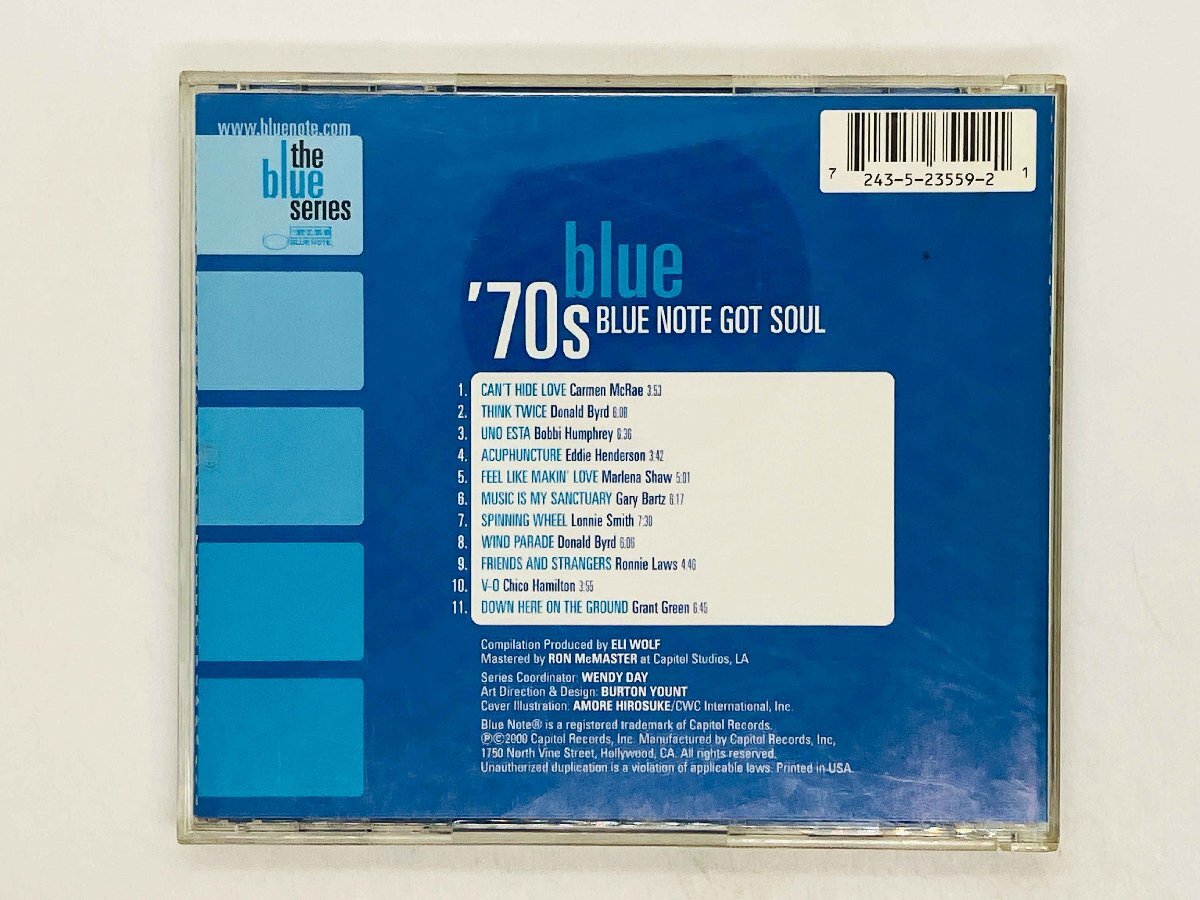 www.bluenote.com
the
blue
series
BLUE NOTE
7 243-5-23559-2 1
blue
'70s BLUE NOTE GOT SOUL
1. CAN'T HIDE LOVE Carmen McRae 3:53
2. THINK TWICE Donald Byrd 6:08
3. UNO ESTA Bobbi Humphrey 6:36
4. ACUPHUNCTURE Eddie Henderson 3:42
5. FEEL LIKE MAKIN' LOVE Marlena Shaw 5:01
6. MUSIC IS MY SANCTUARY Gary Bartz 6:17
7. SPINNING WHEEL Lonnie Smith 7:30
8. WIND PARADE Donald Byrd 6:06
9. FRIENDS AND STRANGERS Ronnie Laws 4:46
10. V-O Chico Hamilton 3:55
11. DOWN HERE ON THE GROUND Grant Green 6:45
Compilation Produced by ELI WOLF
Mastered by RON McMASTER at Capitol Studios, LA
Series Coordinator: WENDY DAY
Art Direction & Design: BURTON YOUNT
Cover Illustration: AMORE HIROSUKE/CWC International, Inc.
Blue Note® is a registered trademark of Capitol Records.
℗©2000 Capitol Records, Inc. Manufactured by Capitol Records, Inc,
1750 North Vine Street, Hollywood, CA. All rights reserved.
Unauthorized duplication is a violation of applicable laws. Printed in USA.